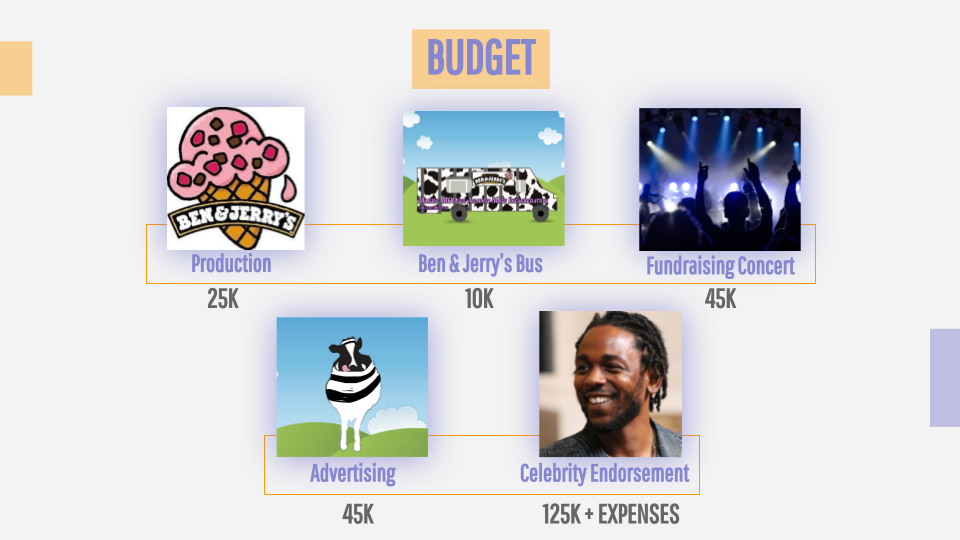 BUDGET
BEN & JERRY'S
BEN & JERRY'S
Production
Ben & Jerry's Bus
Fundraising Concert
25K
10K
45K
Advertising
Celebrity Endorsement
45K
125K + EXPENSES